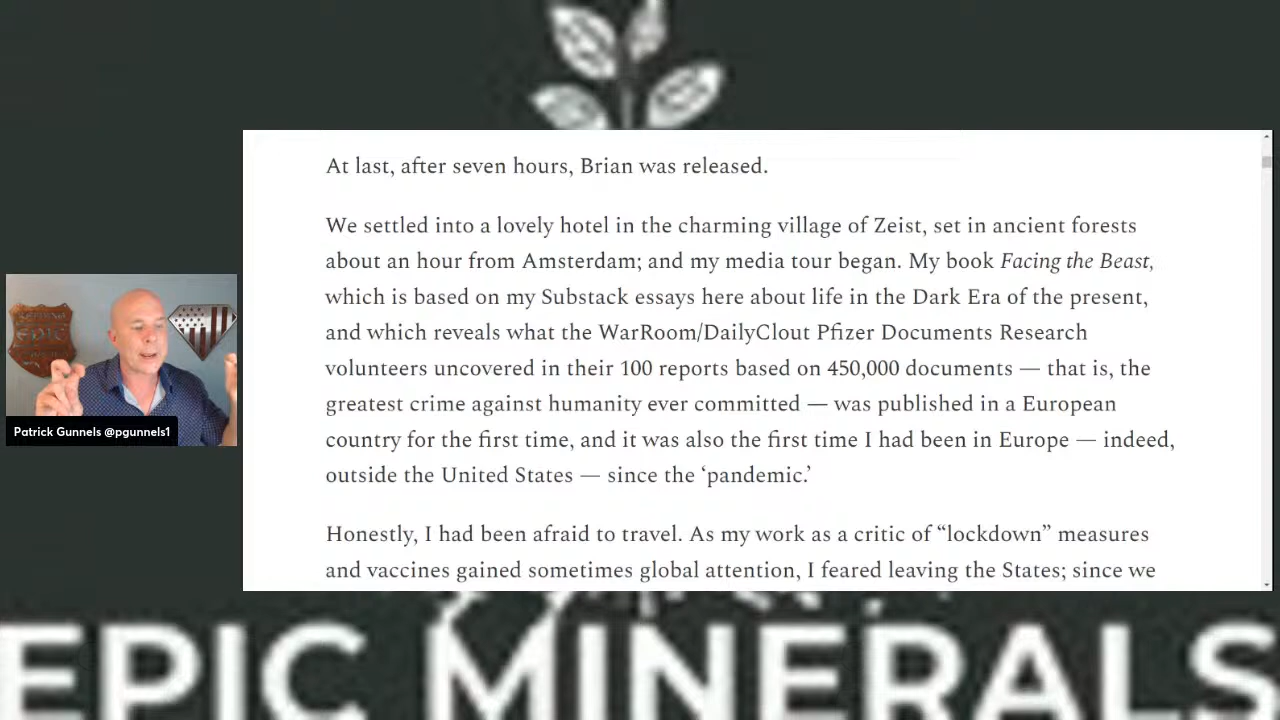 At last, after seven hours, Brian was released.
We settled into a lovely hotel in the charming village of Zeist, set in ancient forests
about an hour from Amsterdam; and my media tour began. My book Facing the Beast,
which is based on my Substack essays here about life in the Dark Era of the present,
and which reveals what the WarRoom/DailyClout Pfizer Documents Research
volunteers uncovered in their 100 reports based on 450,000 documents — that is, the
greatest crime against humanity ever committed — was published in a European
country for the first time, and it was also the first time I had been in Europe — indeed,
outside the United States — since the ‘pandemic.’
Honestly, I had been afraid to travel. As my work as a critic of “lockdown” measures
and vaccines gained sometimes global attention, I feared leaving the States; since we
EPIC
Patrick Gunnels @pgunnels1
EPIC MINERALS